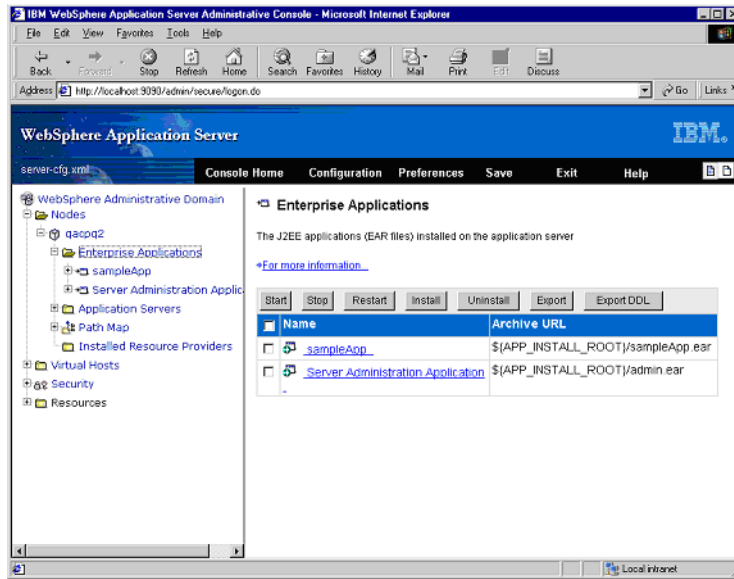 IBM WebSphere Application Server Administrative Console - Microsoft Internet Explorer
File Edit View Favorites Tools Help
Back Forward Stop Refresh Home Search Favorites History Mail Print Edit Discuss
Address http://localhost:9090/admin/secure/logon.do Go Links
WebSphere Application Server IBM.
server-cfg.xml Console Home Configuration Preferences Save Exit Help
WebSphere Administrative Domain
Nodes
qacpq2
Enterprise Applications
sampleApp
Server Administration Applic
Application Servers
Path Map
Installed Resource Providers
Virtual Hosts
Security
Resources
Enterprise Applications
The J2EE applications (EAR files) installed on the application server
For more information
Start Stop Restart Install Uninstall Export Export DDL
Name Archive URL
sampleApp ${APP_INSTALL_ROOT}/sampleApp.ear
Server Administration Application ${APP_INSTALL_ROOT}/admin.ear
Local intranet